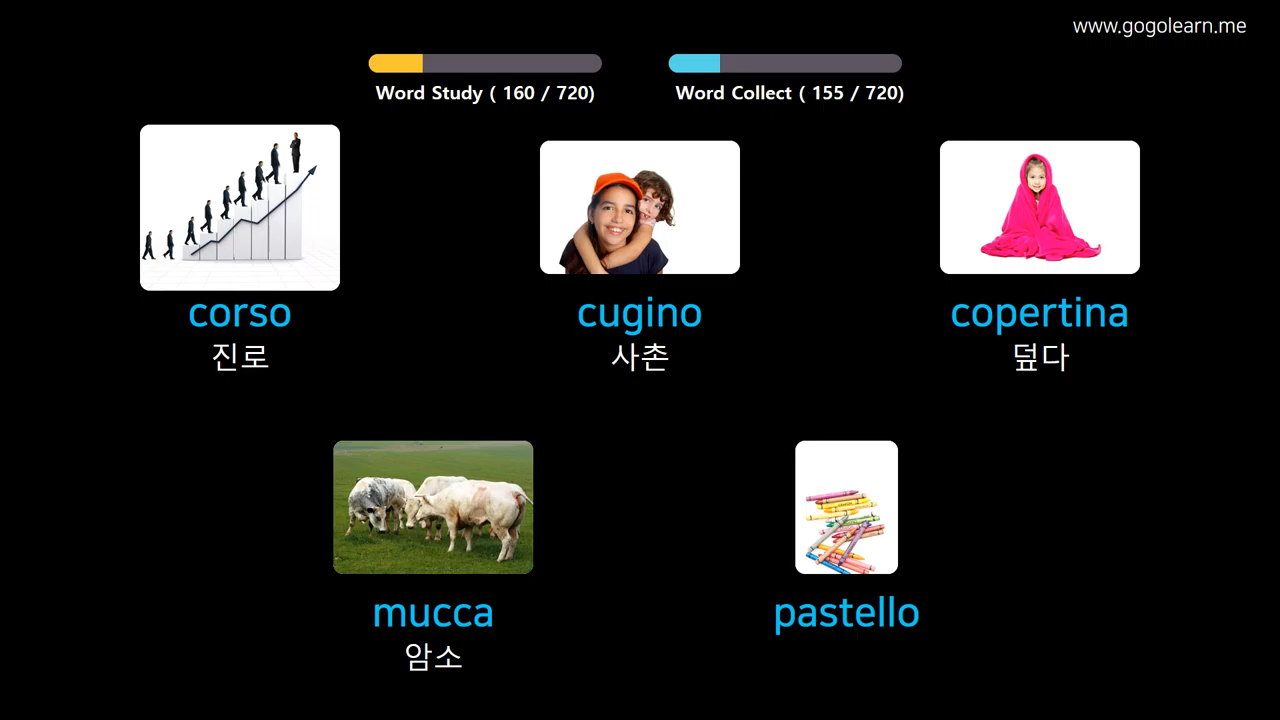 www.gogolearn.me
Word Study ( 160 / 720)
Word Collect ( 155 / 720)
corso
진로
cugino
사촌
copertina
덮다
mucca
암소
pastello